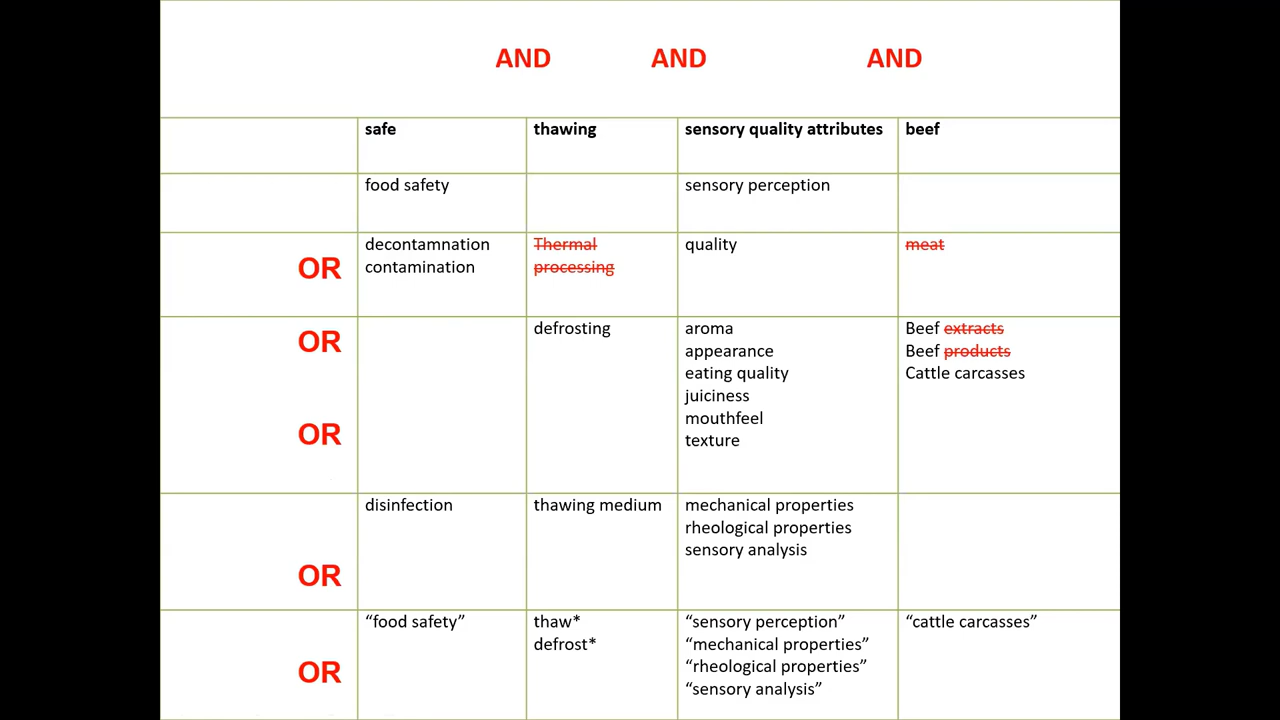 AND AND AND
safe thawing sensory quality attributes beef
food safety sensory perception
OR
decontamnation
contamination
Thermal
processing
quality
meat
OR
OR
defrosting
aroma
appearance
eating quality
juiciness
mouthfeel
texture
Beef extracts
Beef products
Cattle carcasses
OR
disinfection
thawing medium
mechanical properties
rheological properties
sensory analysis
OR
“food safety”
thaw*
defrost*
“sensory perception”
“mechanical properties”
“rheological properties”
“sensory analysis”
“cattle carcasses”